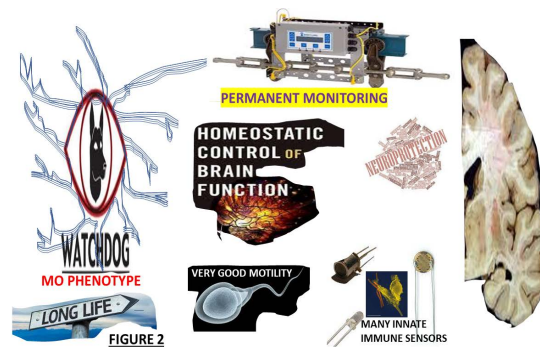 PERMANENT MONITORING
HOMEOSTATIC
CONTROL OF
BRAIN
FUNCTION
NEUROPROTECTION
WATCHDOG
MO PHENOTYPE
LONG LIFE
FIGURE 2
VERY GOOD MOTILITY
MANY INNATE
IMMUNE SENSORS